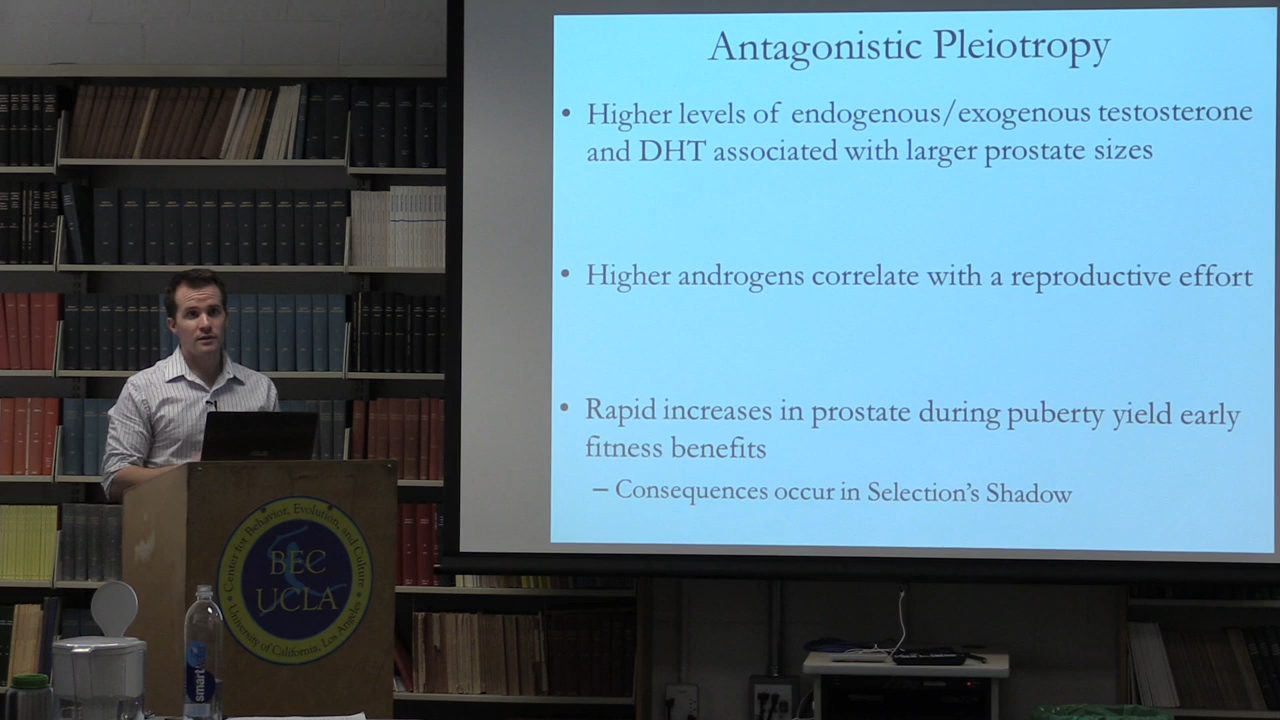 Antagonistic Pleiotropy
• Higher levels of endogenous/exogenous testosterone
and DHT associated with larger prostate sizes
• Higher androgens correlate with a reproductive effort
• Rapid increases in prostate during puberty yield early
fitness benefits
– Consequences occur in Selection's Shadow
Center for Behavior, Evolution, and Culture
BEC
UCLA
University of California, Los Angeles
smart